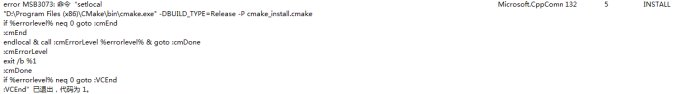 error MSB3073: 命令 "setlocal Microsoft.CppComn 132 5 INSTALL
"D:\Program Files (x86)\CMake\bin\cmake.exe" -DBUILD_TYPE=Release -P cmake_install.cmake
if %errorlevel% neq 0 goto :cmEnd
:cmEnd
endlocal & call :cmErrorLevel %errorlevel% & goto :cmDone
:cmErrorLevel
exit /b %1
:cmDone
if %errorlevel% neq 0 goto :VCEnd
:VCEnd" 已退出，代码为 1。